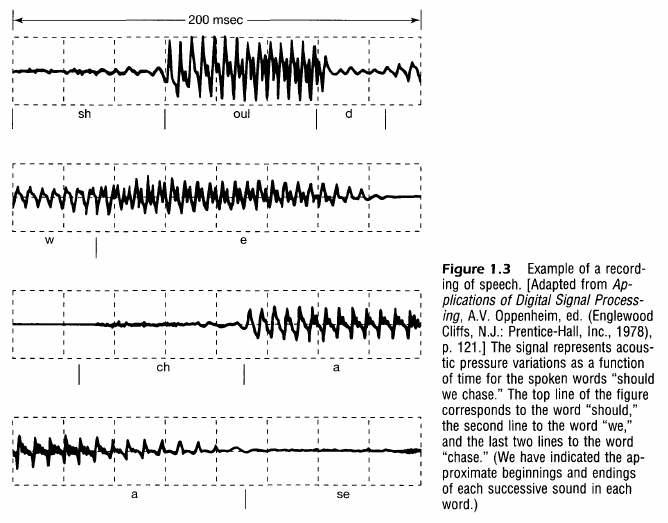 200 msec
sh oul d
w e
ch a
a se
Figure 1.3 Example of a record-
ing of speech. [Adapted from Ap-
plications of Digital Signal Process-
ing, A.V. Oppenheim, ed. (Englewood
Cliffs, N.J.: Prentice-Hall, Inc., 1978),
p. 121.] The signal represents acous-
tic pressure variations as a function
of time for the spoken words “should
we chase.” The top line of the figure
corresponds to the word “should,”
the second line to the word “we,”
and the last two lines to the word
“chase.” (We have indicated the ap-
proximate beginnings and endings
of each successive sound in each
word.)